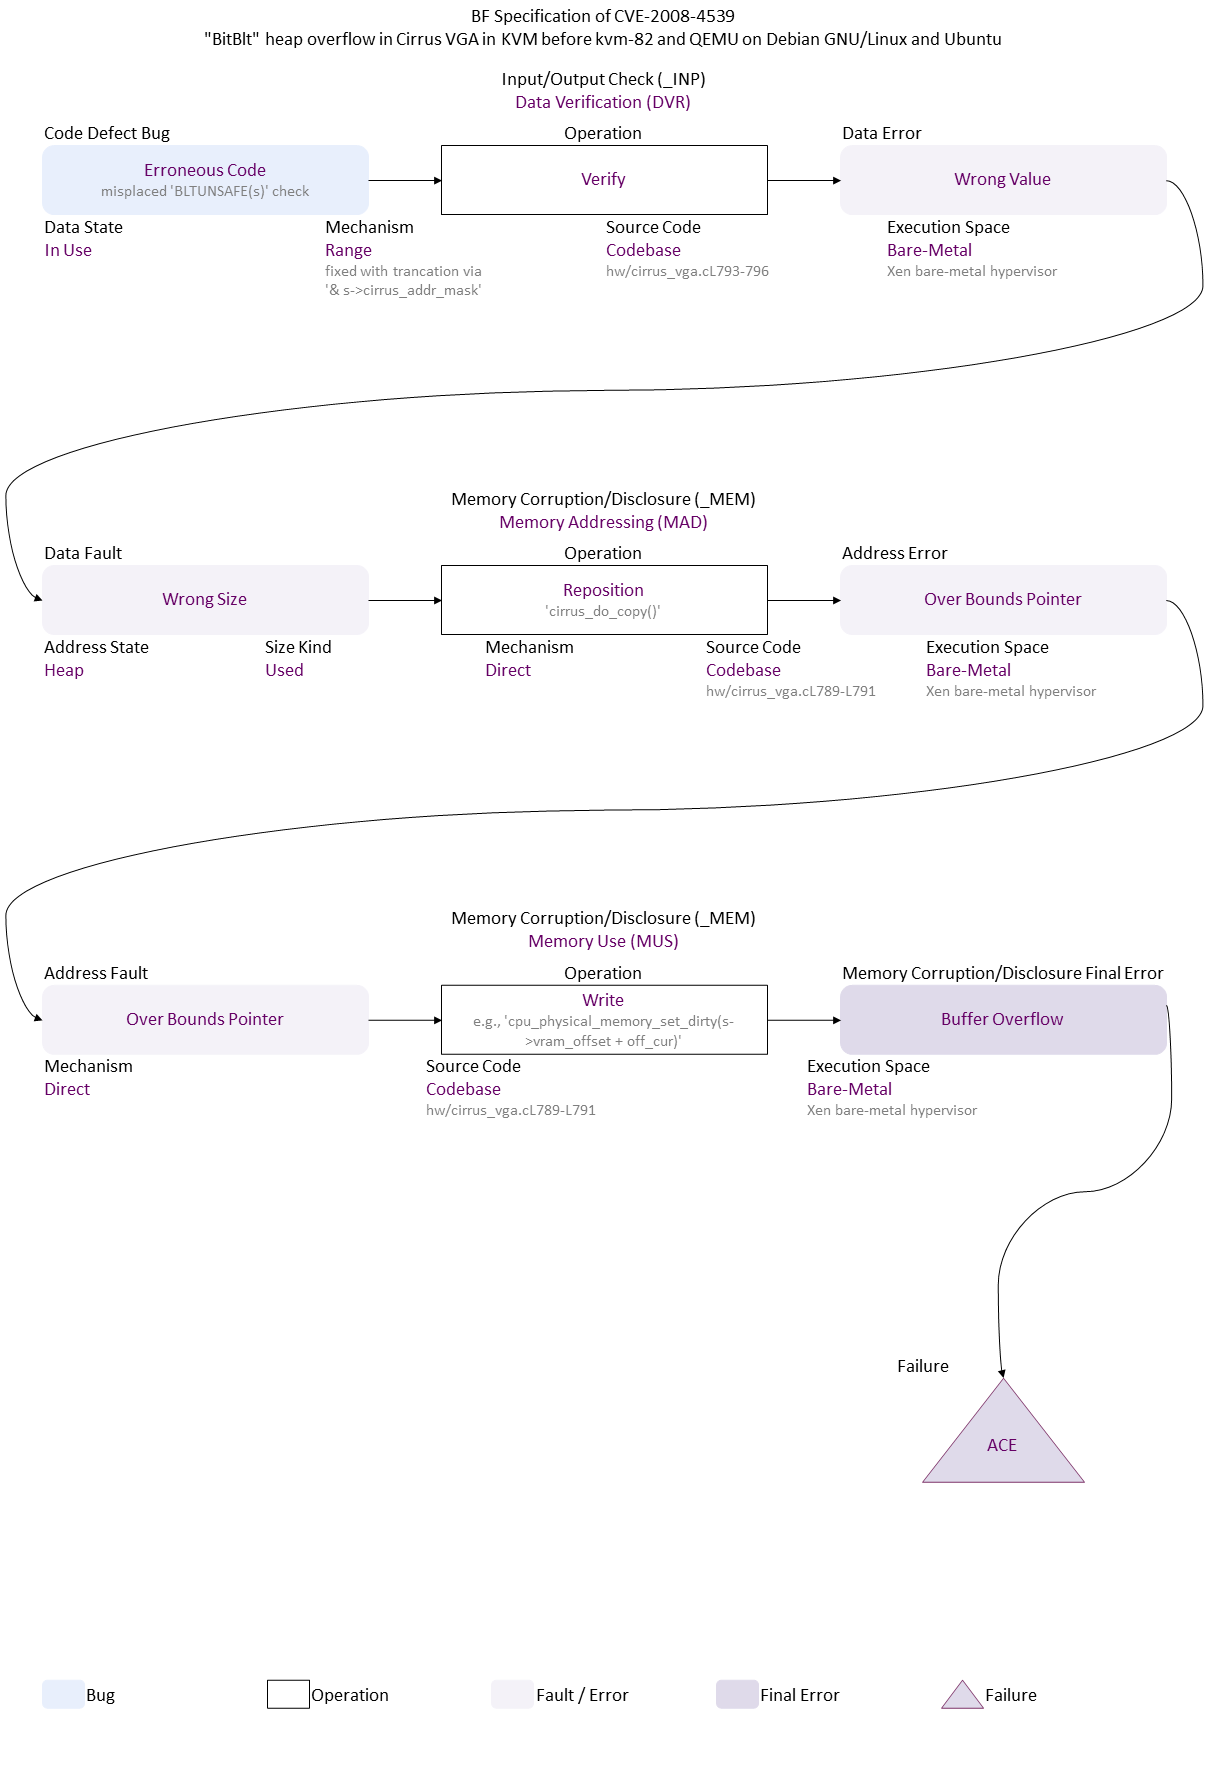 BF Specification of CVE-2008-4539
"BitBlt" heap overflow in Cirrus VGA in KVM before kvm-82 and QEMU on Debian GNU/Linux and Ubuntu
Input/Output Check (_INP)
Data Verification (DVR)
Code Defect Bug
Operation
Data Error
Erroneous Code
misplaced 'BLTUNSAFE(s)' check
Verify
Wrong Value
Data State
In Use
Mechanism
Range
fixed with trancation via
'& s->cirrus_addr_mask'
Source Code
Codebase
hw/cirrus_vga.cL793-796
Execution Space
Bare-Metal
Xen bare-metal hypervisor
Memory Corruption/Disclosure (_MEM)
Memory Addressing (MAD)
Data Fault
Operation
Address Error
Wrong Size
Reposition
'cirrus_do_copy()'
Over Bounds Pointer
Address State
Heap
Size Kind
Used
Mechanism
Direct
Source Code
Codebase
hw/cirrus_vga.cL789-L791
Execution Space
Bare-Metal
Xen bare-metal hypervisor
Memory Corruption/Disclosure (_MEM)
Memory Use (MUS)
Address Fault
Operation
Memory Corruption/Disclosure Final Error
Over Bounds Pointer
Write
e.g., 'cpu_physical_memory_set_dirty(s-
>vram_offset + off_cur)'
Buffer Overflow
Mechanism
Direct
Source Code
Codebase
hw/cirrus_vga.cL789-L791
Execution Space
Bare-Metal
Xen bare-metal hypervisor
Failure
ACE
Bug
Operation
Fault / Error
Final Error
Failure